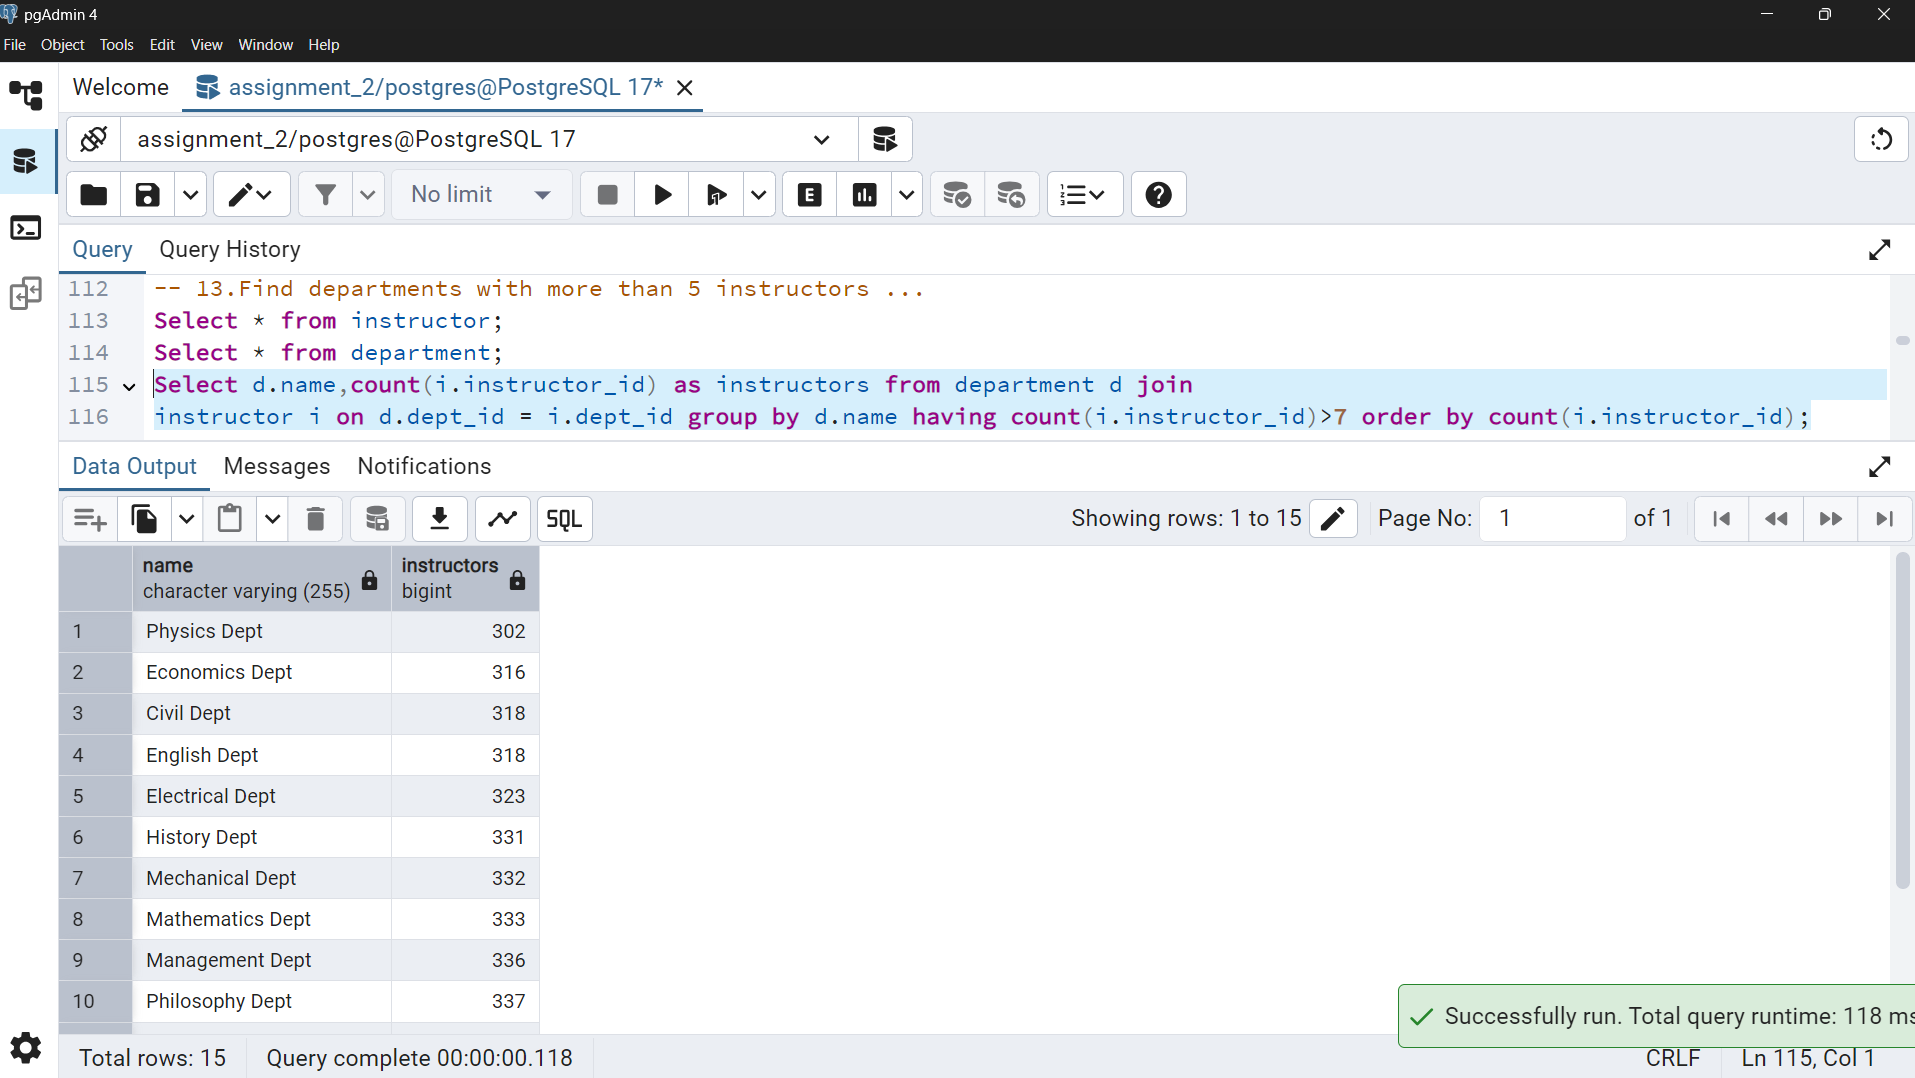 pgAdmin 4
File Object Tools Edit View Window Help
Welcome assignment_2/postgres@PostgreSQL 17*
assignment_2/postgres@PostgreSQL 17
No limit
E
Query Query History
112 -- 13.Find departments with more than 5 instructors ...
113 Select * from instructor;
114 Select * from department;
115 Select d.name,count(i.instructor_id) as instructors from department d join
116 instructor i on d.dept_id = i.dept_id group by d.name having count(i.instructor_id)>7 order by count(i.instructor_id);
Data Output Messages Notifications
SQL Showing rows: 1 to 15 Page No: 1 of 1
name instructors
character varying (255) bigint
1 Physics Dept 302
2 Economics Dept 316
3 Civil Dept 318
4 English Dept 318
5 Electrical Dept 323
6 History Dept 331
7 Mechanical Dept 332
8 Mathematics Dept 333
9 Management Dept 336
10 Philosophy Dept 337
Successfully run. Total query runtime: 118 ms
Total rows: 15 Query complete 00:00:00.118 CRLF Ln 115, Col 1